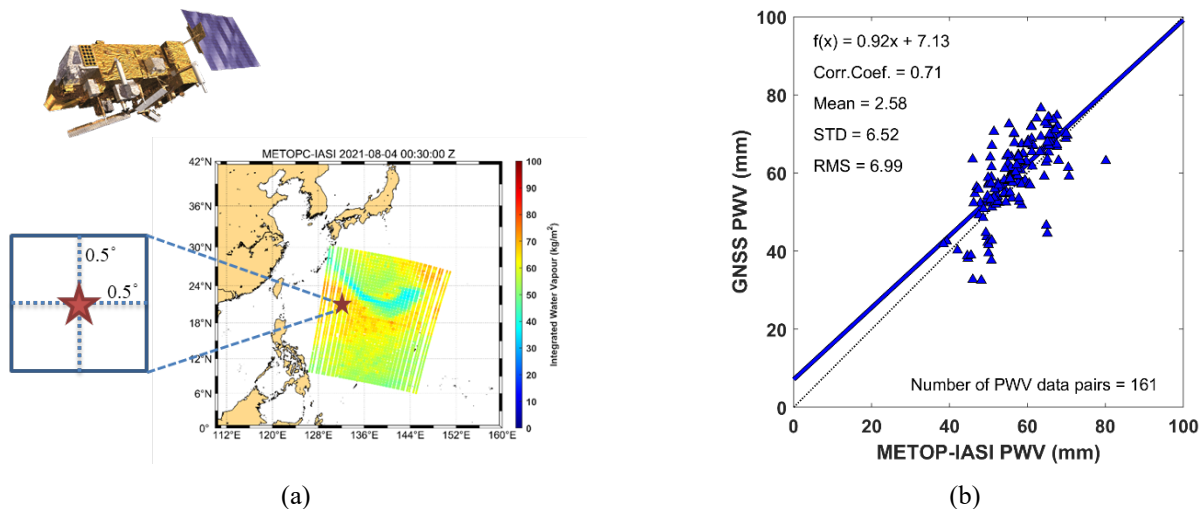 METOPC-IASI 2021-08-04 00:30:00 Z
42°N
36°N
30°N
24°N
18°N
12°N
6°N
0°
112°E 120°E 128°E 136°E 144°E 152°E 160°E
100
90
80
70
60
50
40
30
20
10
0
Integrated Water Vapour (kg/m²)
0.5°
0.5°
(a)
f(x) = 0.92x + 7.13
Corr.Coef. = 0.71
Mean = 2.58
STD = 6.52
RMS = 6.99
Number of PWV data pairs = 161
GNSS PWV (mm)
100
80
60
40
20
0
0 20 40 60 80 100
METOP-IASI PWV (mm)
(b)